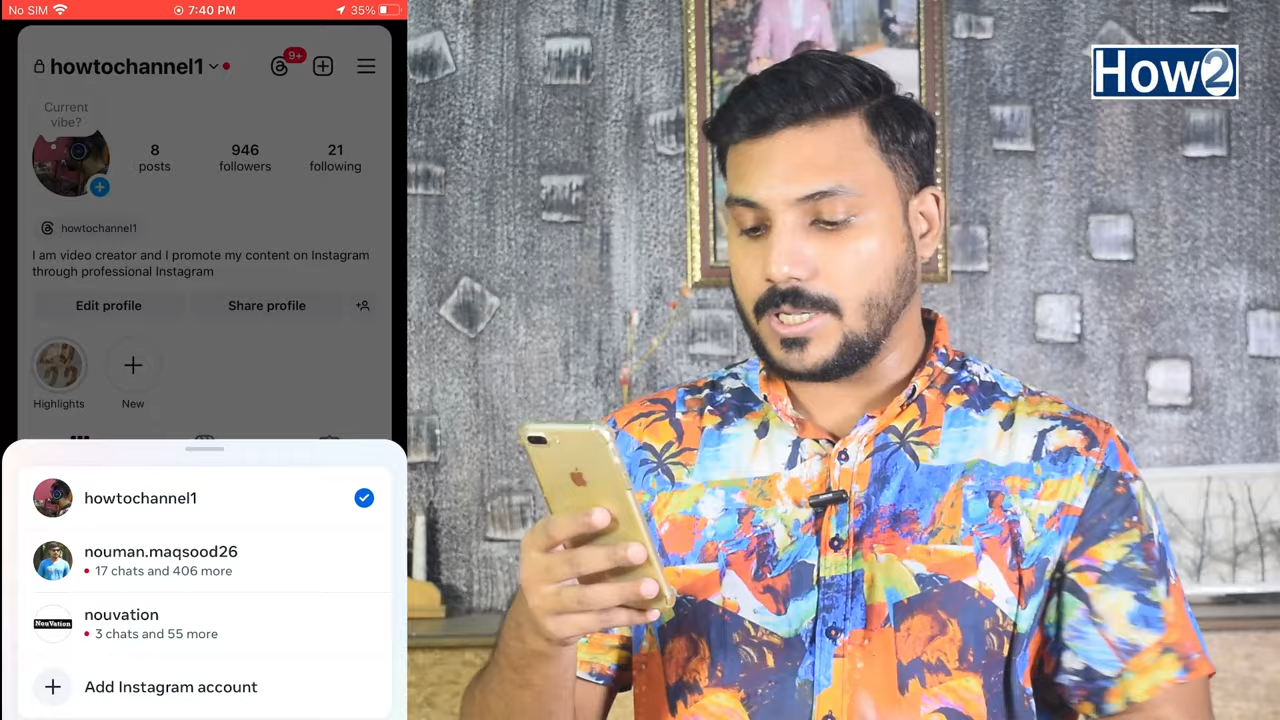 No SIM 7:40 PM 35%
howtochannel1
9+
Current
vibe?
8 946 21
posts followers following
howtochannel1
I am video creator and I promote my content on Instagram
through professional Instagram
Edit profile Share profile
Highlights New
howtochannel1
nouman.maqsood26
17 chats and 406 more
NouVation
nouvation
3 chats and 55 more
Add Instagram account
How2